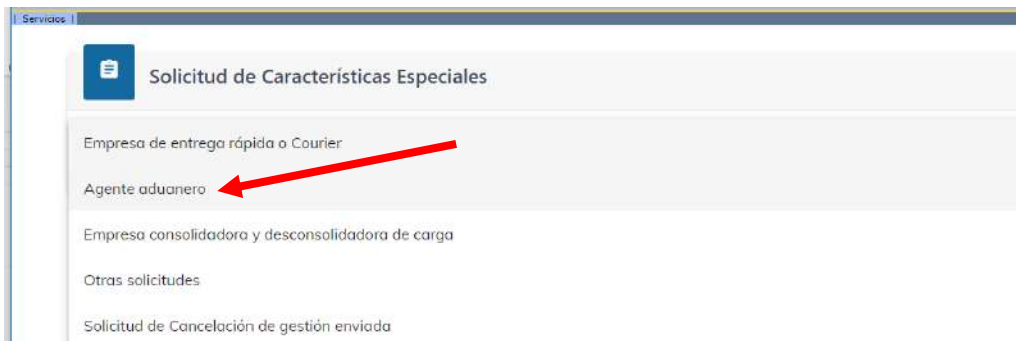 | Servicios |
Solicitud de Características Especiales
Empresa de entrega rápida o Courier
Agente aduanero
Empresa consolidadora y desconsolidadora de carga
Otras solicitudes
Solicitud de Cancelación de gestión enviada